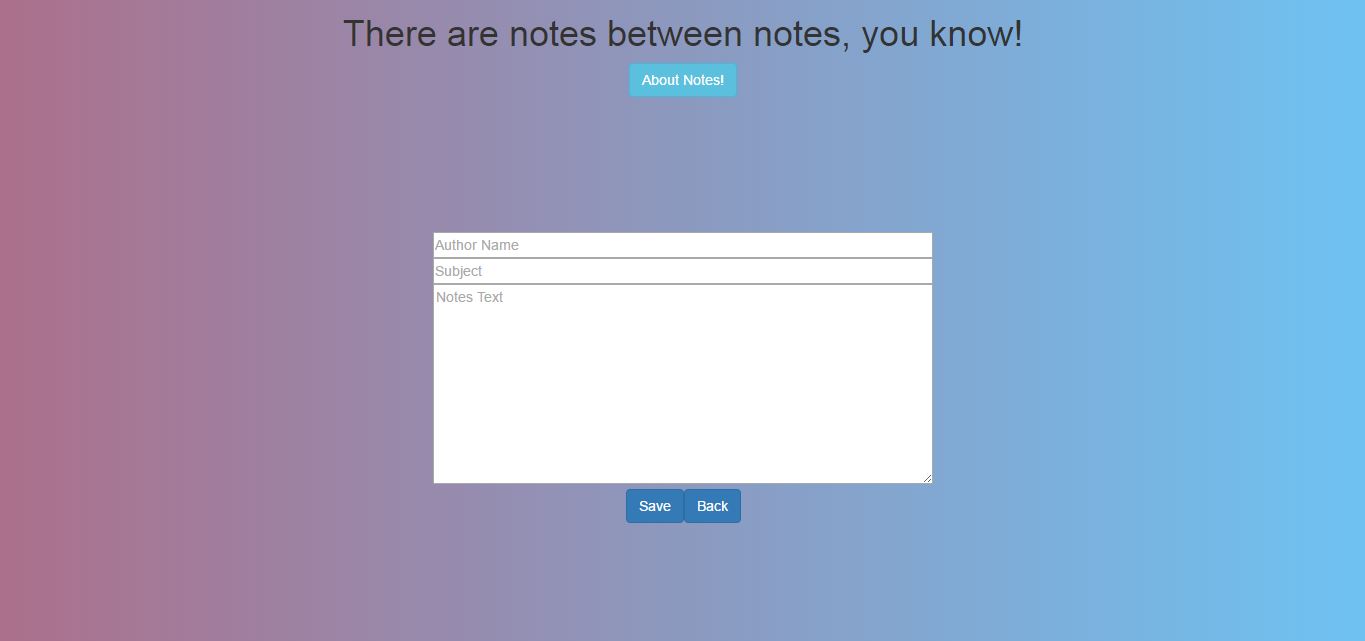 There are notes between notes, you know!
About Notes!
Author Name
Subject
Notes Text
Save Back